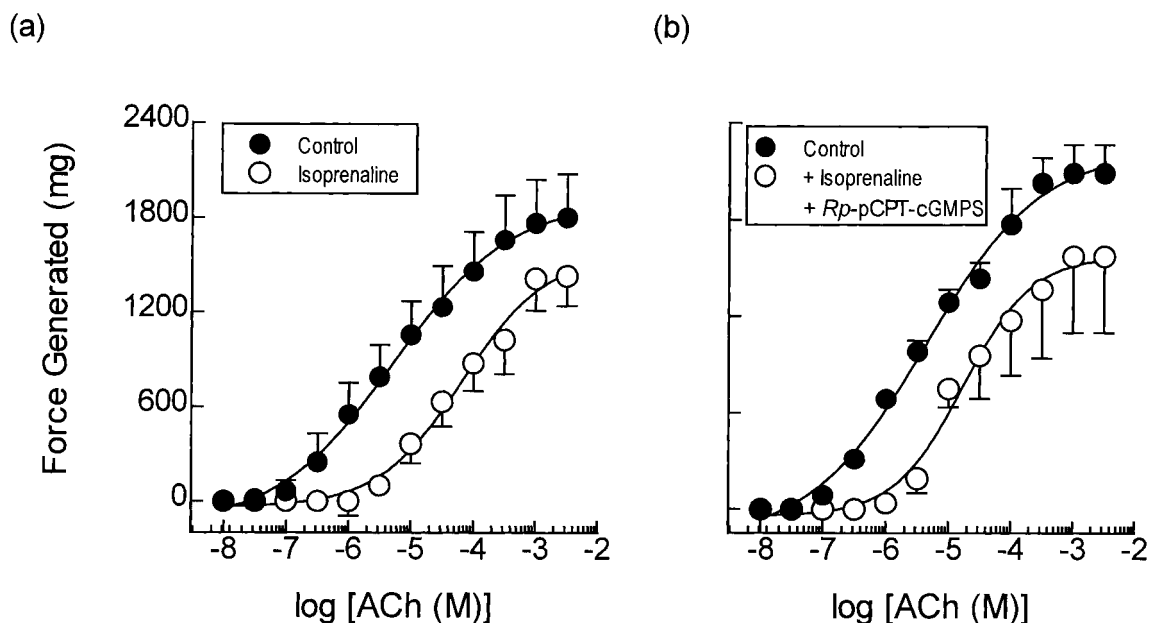 (a)
(b)
Force Generated (mg)
2400
1800
1200
600
0
Control
Isoprenaline
-8 -7 -6 -5 -4 -3 -2
log [ACh (M)]
Control
+ Isoprenaline
+ Rp-pCPT-cGMPS
-8 -7 -6 -5 -4 -3 -2
log [ACh (M)]